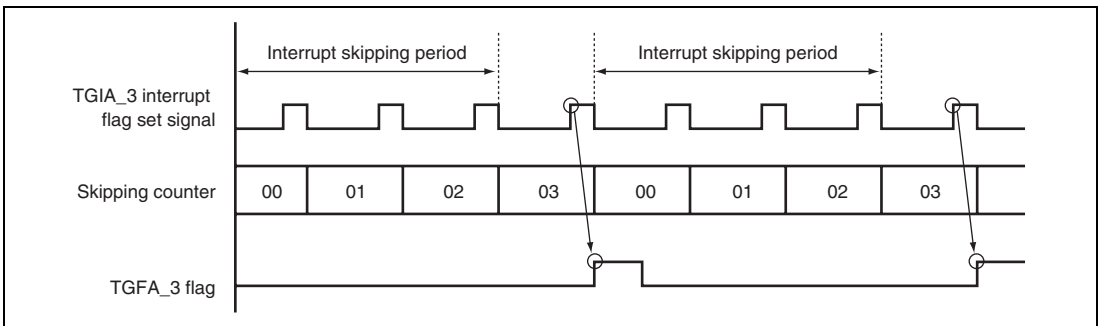 Interrupt skipping period
Interrupt skipping period
TGIA_3 interrupt
flag set signal
Skipping counter
00 01 02 03 00 01 02 03
TGFA_3 flag